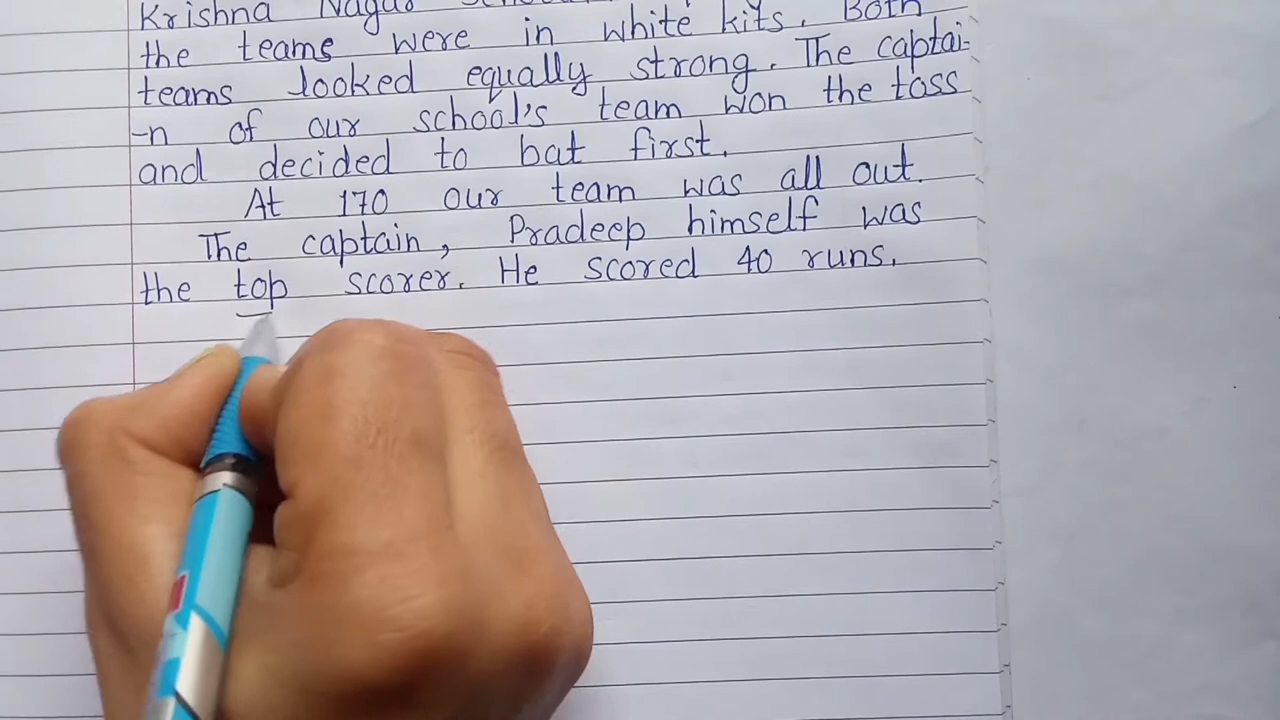 Krishna Nagar
the teams were in white kits. Both
teams looked equally strong. The captai=
-n of our school's team won the toss
and decided to bat first.
At 170 our team was all out.
The captain, Pradeep himself was
the top scorer. He scored 40 runs.